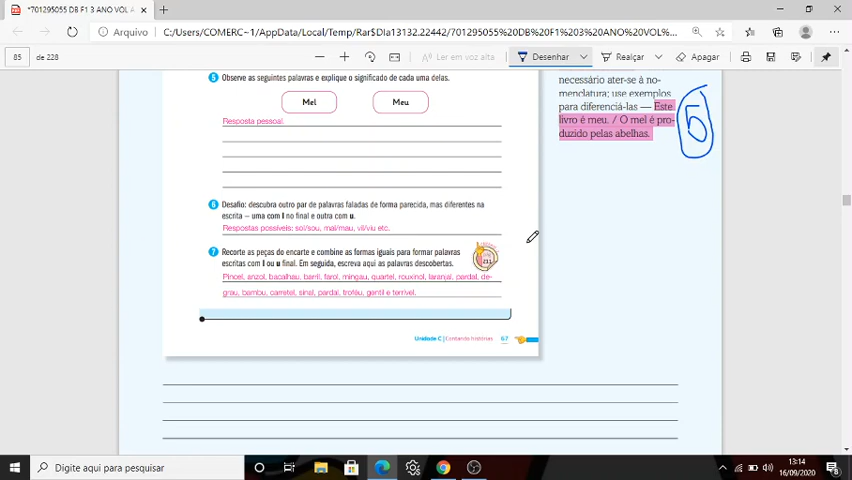 *701295055 DB F1 3 ANO VOL A
Arquivo
C:/Users/COMERC~1/AppData/Local/Temp/Rar$DIa13132.22442/701295055%20DB%20F1%203%20ANO%20VOL...
85
de 228
Ler em voz alta
Desenhar
Realçar
Apagar
5 Observe as seguintes palavras e explique o significado de cada uma delas.
Mel
Meu
Resposta pessoal.
6 Desafio: descubra outro par de palavras faladas de forma parecida, mas diferentes na
escrita – uma com l no final e outra com u.
Respostas possíveis: sol/sou, mal/mau, vil/viu etc.
7 Recorte as peças do encarte e combine as formas iguais para formar palavras
escritas com l ou u final. Em seguida, escreva aqui as palavras descobertas.
Pincel, anzol, bacalhau, barril, farol, mingau, quartel, rouxinol, laranjal, perdal, de-
grau, bambu, carretel, sinal, pardal, troféu, gentil e terrível.
Unidade C | Contando histórias 67
necessário ater-se à no-
menclatura; use exemplos
para diferenciá-las — Este
livro é meu. / O mel é pro-
duzido pelas abelhas.
5
Digite aqui para pesquisar
13:14
16/09/2020